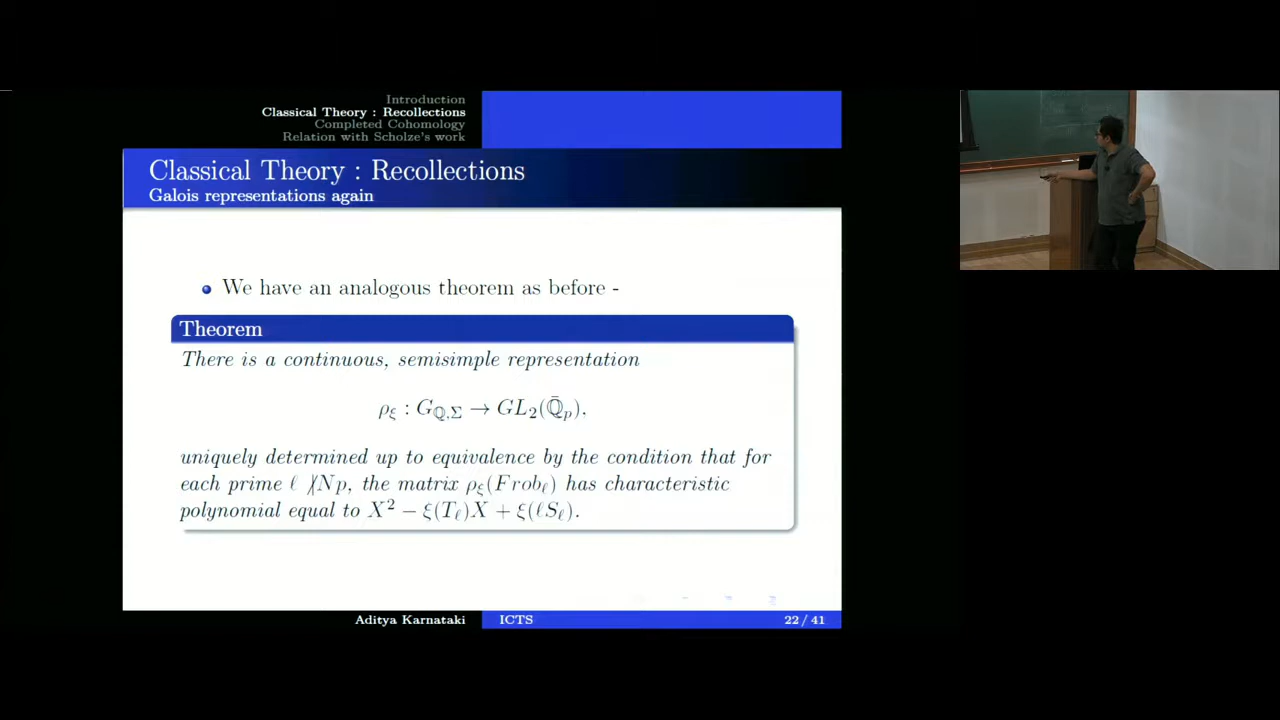 Introduction
Classical Theory : Recollections
Completed Cohomology
Relation with Scholze's work
Classical Theory : Recollections
Galois representations again
We have an analogous theorem as before -
Theorem
There is a continuous, semisimple representation
ρ_ξ : G_{ℚ,Σ} → GL₂(ℚ̄_p),
uniquely determined up to equivalence by the condition that for
each prime ℓ ∤ Np, the matrix ρ_ξ(Frob_ℓ) has characteristic
polynomial equal to X² − ξ(T_ℓ)X + ξ(ℓS_ℓ).
Aditya Karnataki ICTS 22 / 41